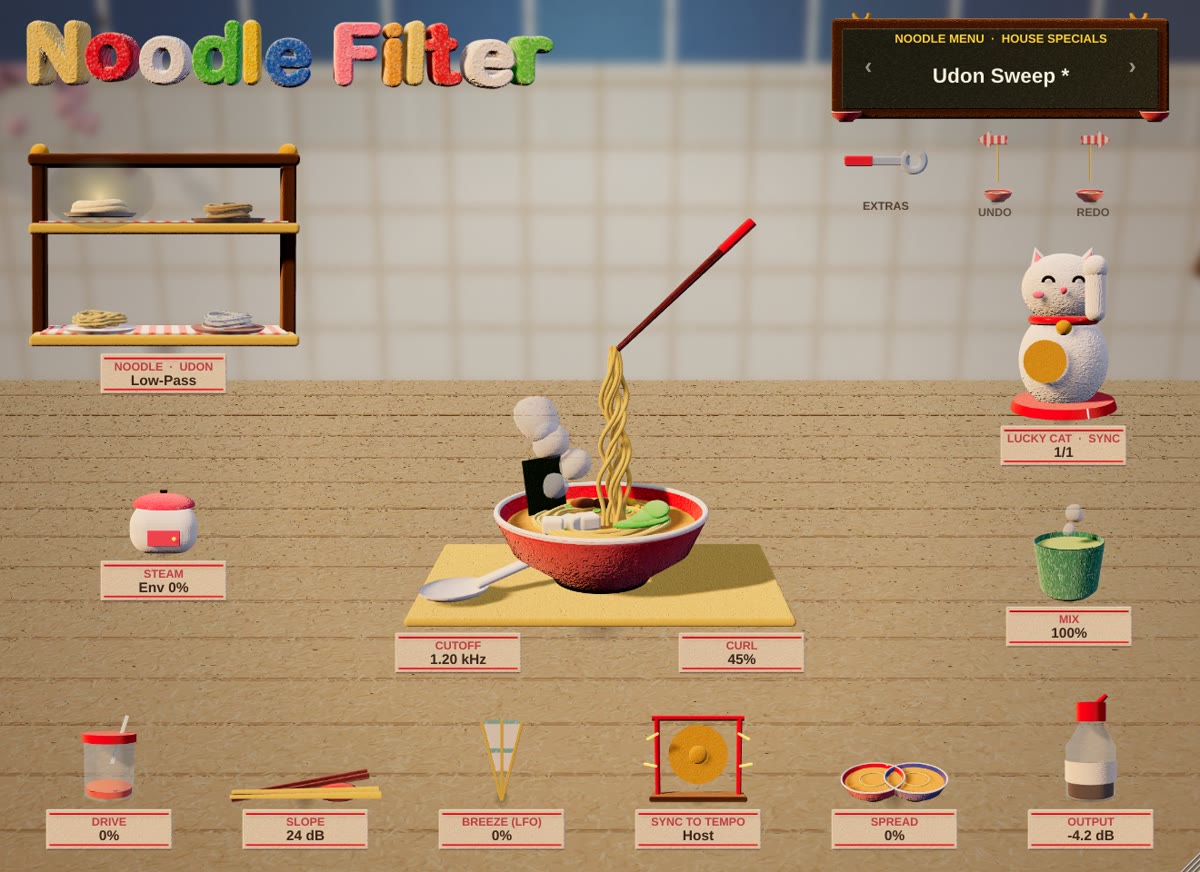 Noodle Filter
NOODLE MENU · HOUSE SPECIALS
‹ Udon Sweep * ›
EXTRAS
UNDO
REDO
NOODLE · UDON
Low-Pass
LUCKY CAT · SYNC
1/1
STEAM
Env 0%
MIX
100%
CUTOFF
1.20 kHz
CURL
45%
DRIVE
0%
SLOPE
24 dB
BREEZE (LFO)
0%
SYNC TO TEMPO
Host
SPREAD
0%
OUTPUT
-4.2 dB